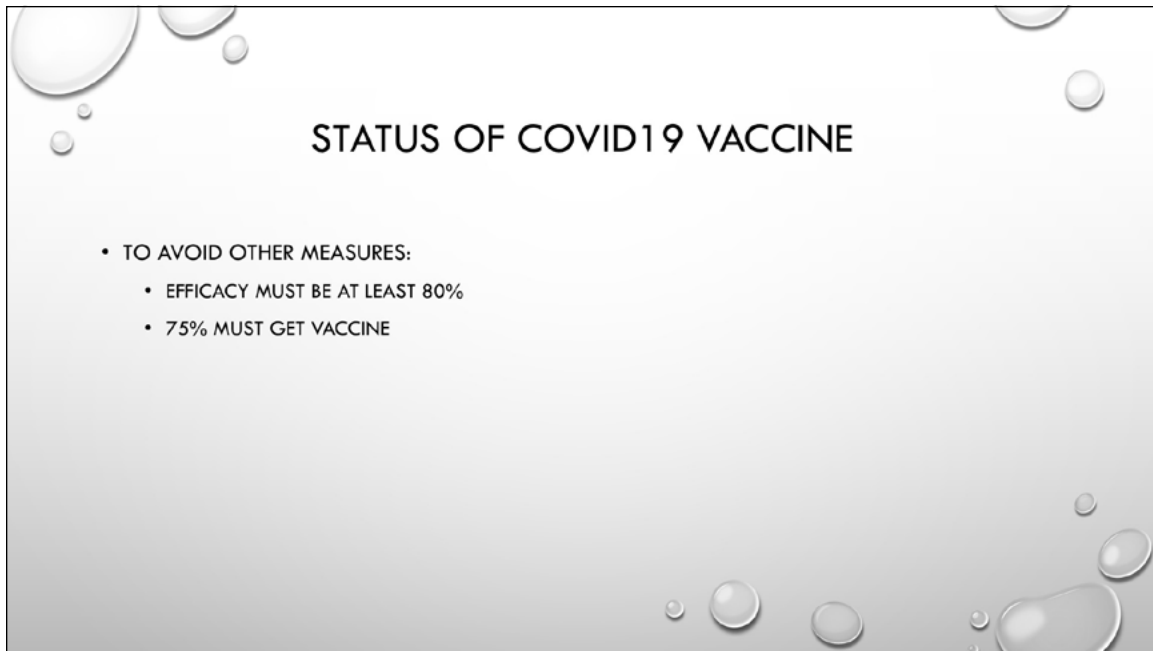 STATUS OF COVID19 VACCINE
• TO AVOID OTHER MEASURES:
• EFFICACY MUST BE AT LEAST 80%
• 75% MUST GET VACCINE